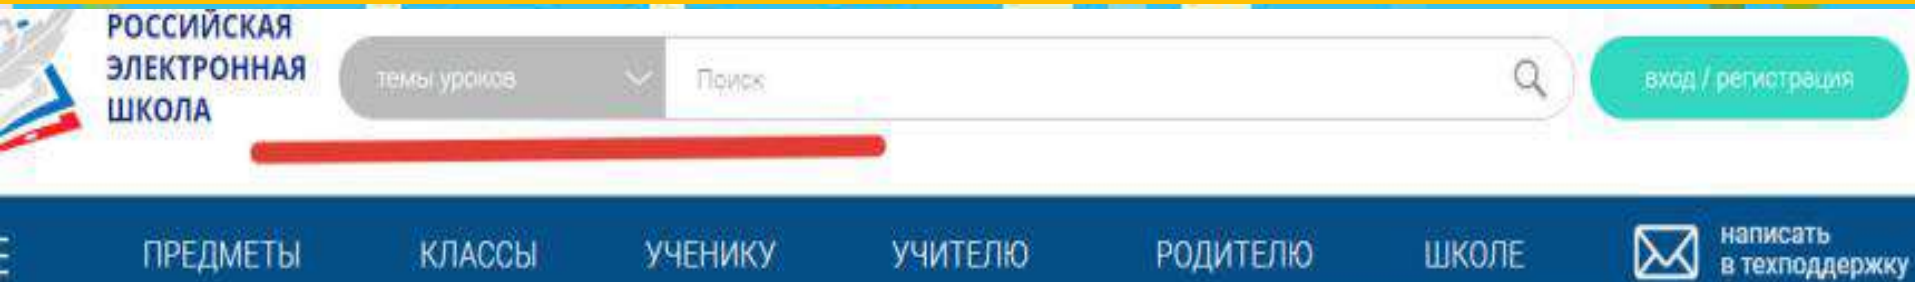 РОССИЙСКАЯ
ЭЛЕКТРОННАЯ
ШКОЛА
темы уроков
Поиск
вход / регистрация
ПРЕДМЕТЫ КЛАССЫ УЧЕНИКУ УЧИТЕЛЮ РОДИТЕЛЮ ШКОЛЕ
написать
в техподдержку